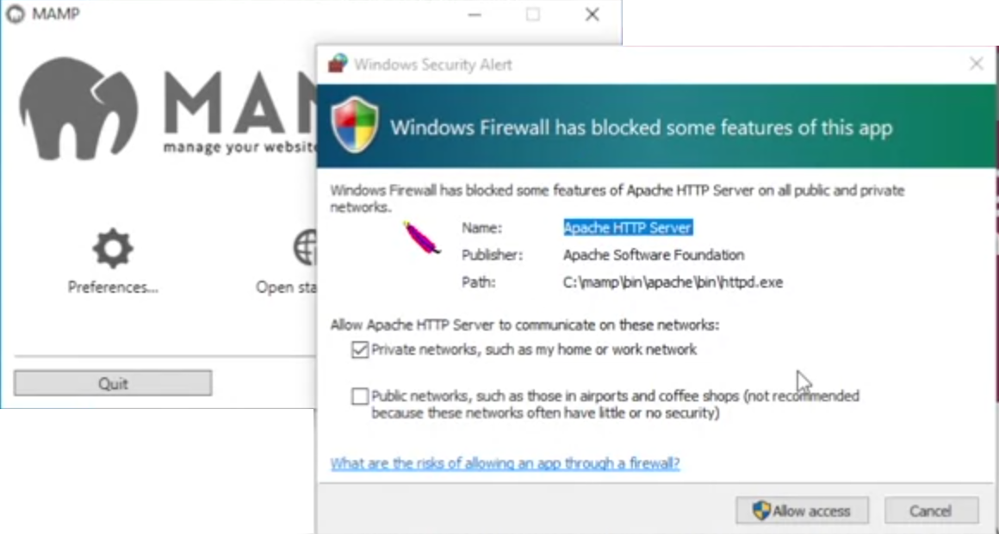 MAMP
MAM
manage your website
Preferences...
Open sta
Quit
Windows Security Alert
Windows Firewall has blocked some features of this app
Windows Firewall has blocked some features of Apache HTTP Server on all public and private
networks.
Name: Apache HTTP Server
Publisher: Apache Software Foundation
Path: C:\mamp\bin\apache\bin\httpd.exe
Allow Apache HTTP Server to communicate on these networks:
Private networks, such as my home or work network
Public networks, such as those in airports and coffee shops (not recommended
because these networks often have little or no security)
What are the risks of allowing an app through a firewall?
Allow access
Cancel